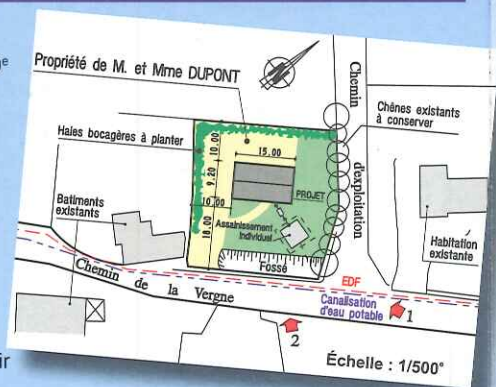 Propriété de M. et Mme DUPONT
Haies bocagères à planter
Chemin d'exploitation
Chênes existants
à conserver
10.00
15.00
9.20
10.00
18.00
PROJET
Assainissement
Individuel
Fossé
Batiments
existants
Habitation
existante
EDF
Canalisation
d'eau potable
Chemin de la Vergne
1
2
Échelle : 1/500°
ir